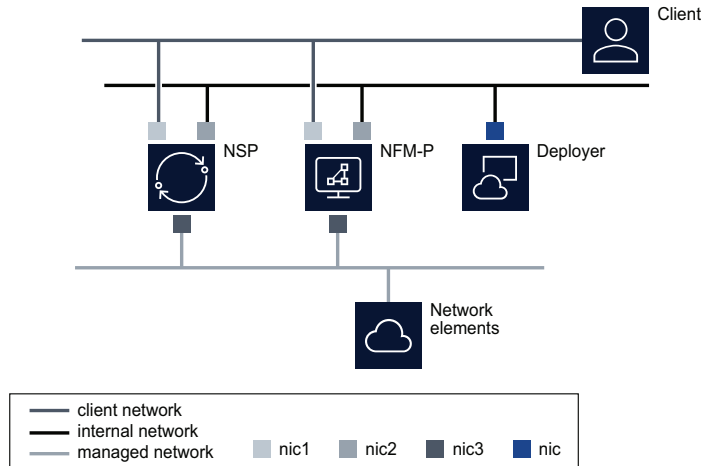 Client
NSP
NFM-P
Deployer
Network
elements
client network
internal network
managed network
nic1
nic2
nic3
nic